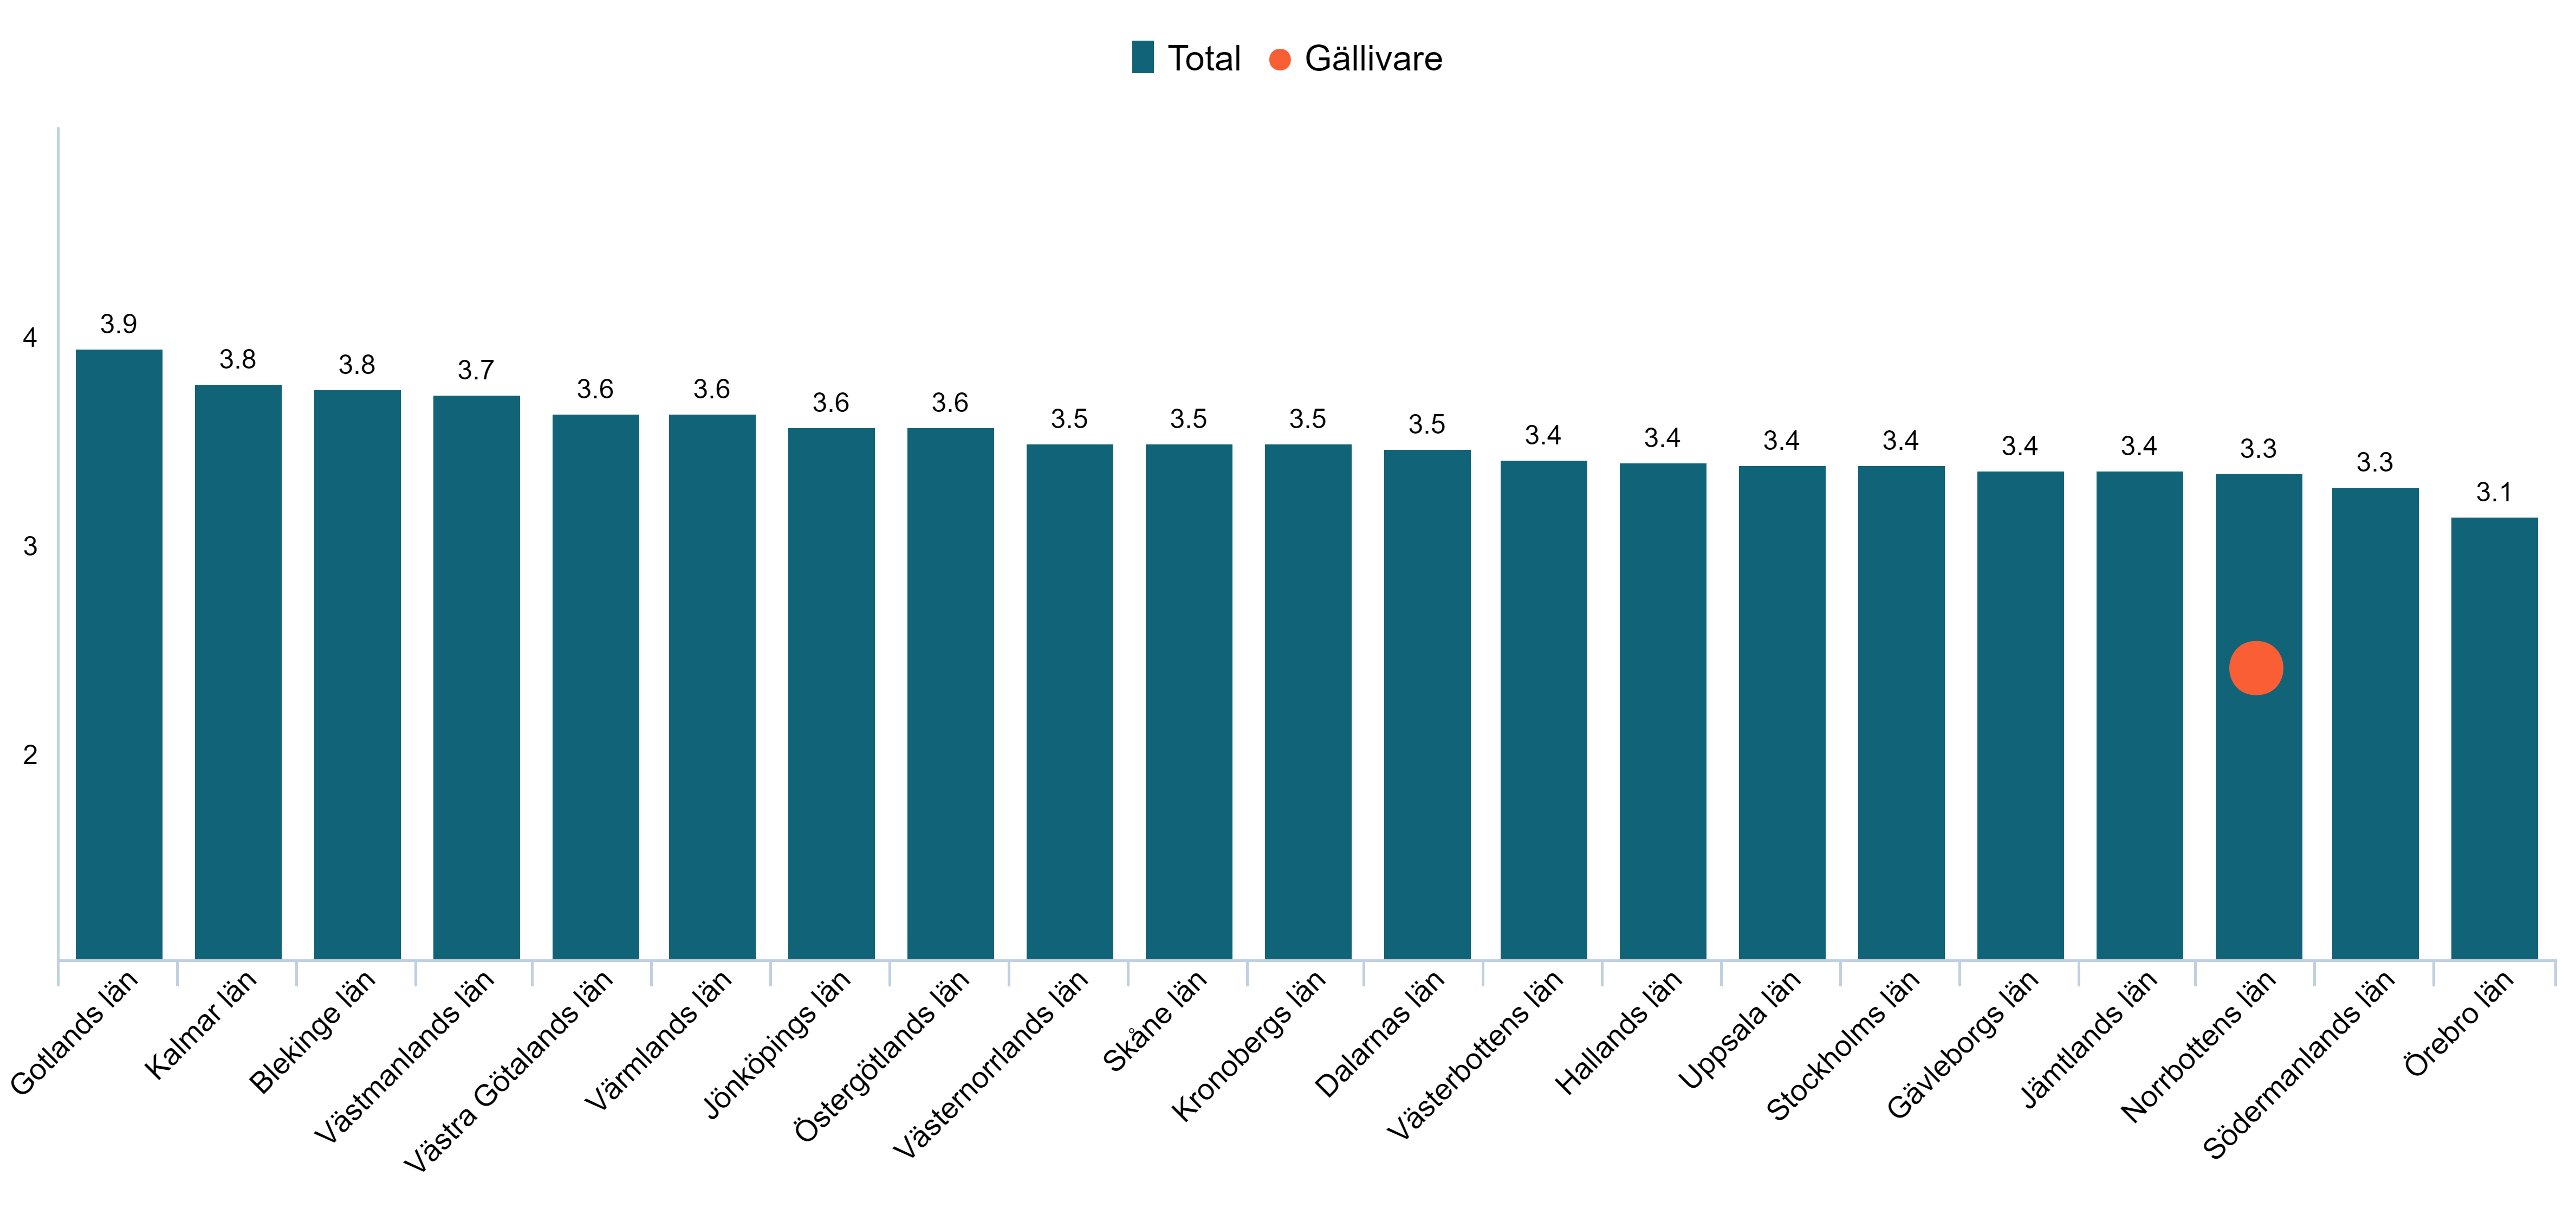 Total Gällivare
3.9 3.8 3.8 3.7 3.6 3.6 3.6 3.6 3.5 3.5 3.5 3.5 3.4 3.4 3.4 3.4 3.4 3.4 3.3 3.3 3.1
4
3
2
Gotlands län
Kalmar län
Blekinge län
Västmanlands län
Västra Götalands län
Värmlands län
Jönköpings län
Östergötlands län
Västernorrlands län
Skåne län
Kronobergs län
Dalarnas län
Västerbottens län
Hallands län
Uppsala län
Stockholms län
Gävleborgs län
Jämtlands län
Norrbottens län
Södermanlands län
Örebro län